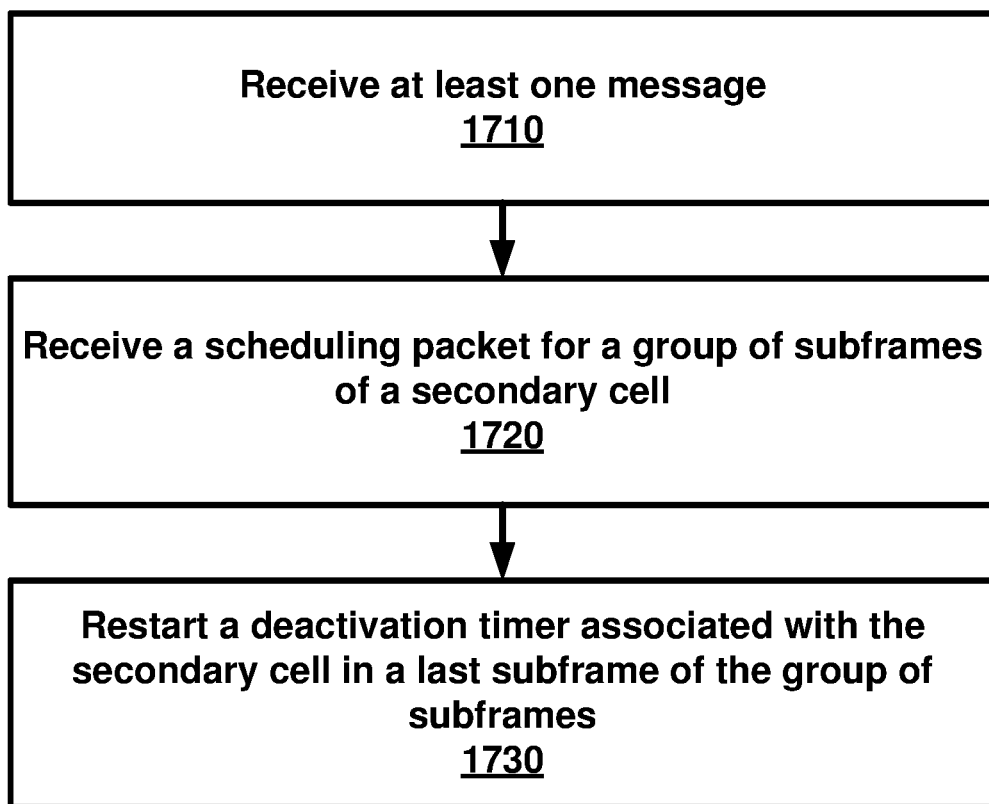 Receive at least one message
1710
Receive a scheduling packet for a group of subframes
of a secondary cell
1720
Restart a deactivation timer associated with the
secondary cell in a last subframe of the group of
subframes
1730